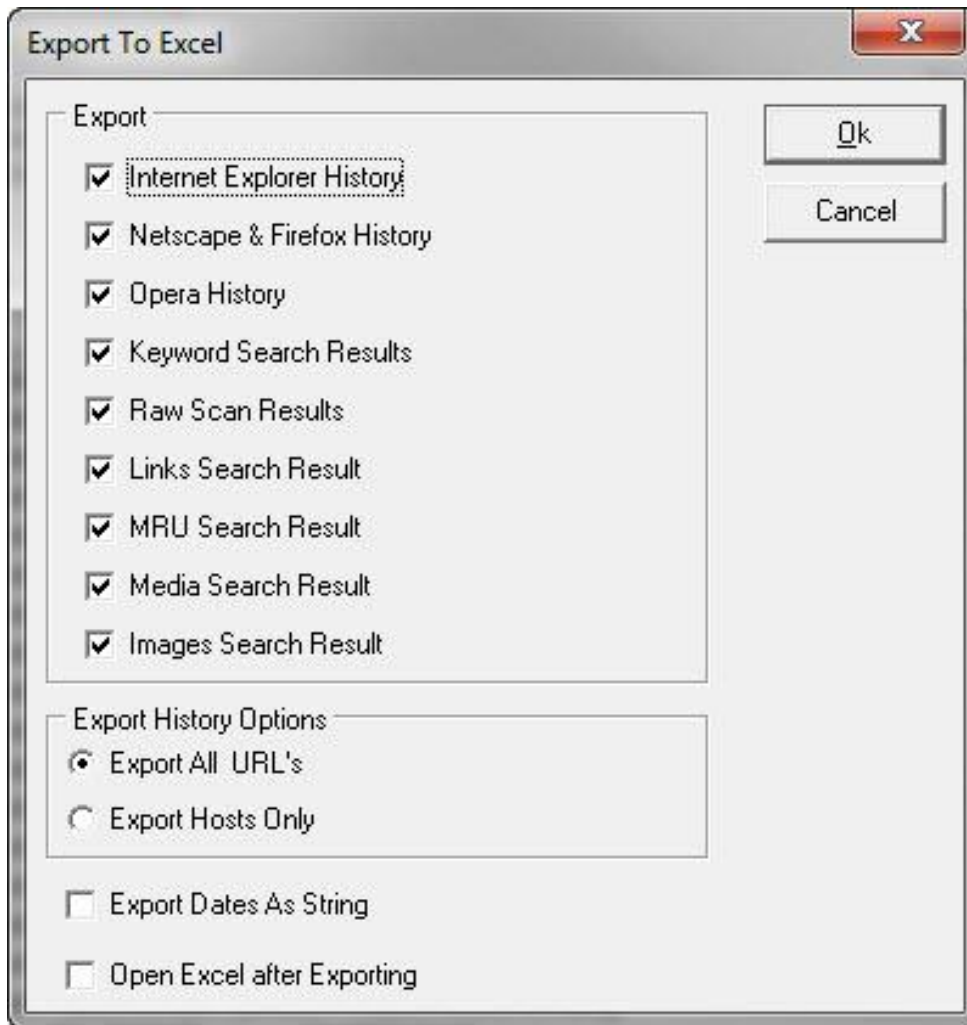 Export To Excel
Export
Ok
Internet Explorer History
Cancel
Netscape & Firefox History
Opera History
Keyword Search Results
Raw Scan Results
Links Search Result
MRU Search Result
Media Search Result
Images Search Result
Export History Options
Export All URL's
Export Hosts Only
Export Dates As String
Open Excel after Exporting